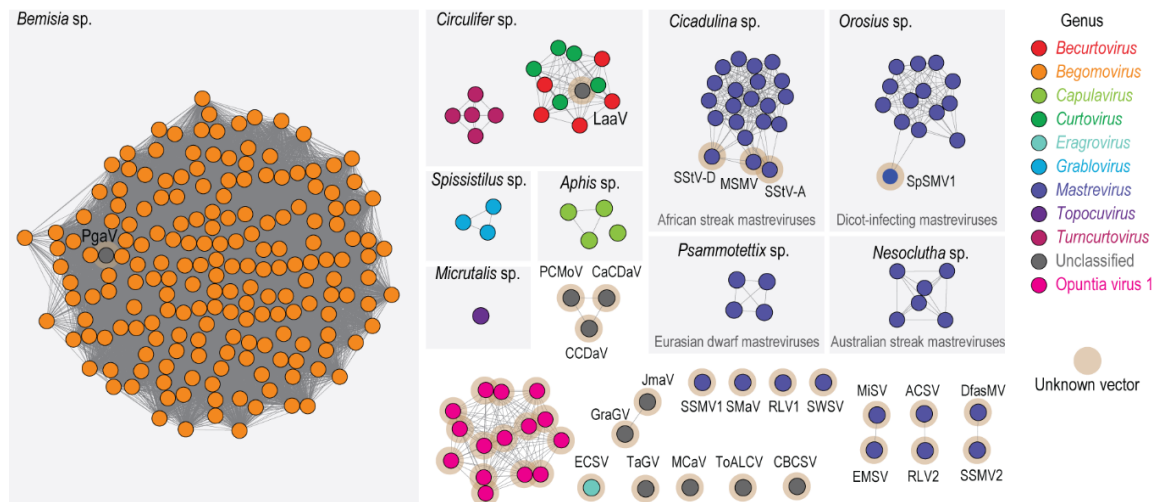 Bemisia sp.
PgaV
Circulifer sp.
LaaV
Cicadulina sp.
SStV-D
MSMV
SStV-A
African streak mastreviruses
Orosius sp.
SpSMV1
Dicot-infecting mastreviruses
Spissistilus sp.
Aphis sp.
Micrutalis sp.
PCMoV
CaCDaV
CCDaV
Psammotettix sp.
Eurasian dwarf mastreviruses
Nesoclutha sp.
Australian streak mastreviruses
JmaV
GraGV
SSMV1
SMaV
RLV1
SWSV
MiSV
ACSV
DfasMV
EMSV
RLV2
SSMV2
ECSV
TaGV
MCaV
ToALCV
CBCSV
Genus
Becurtovirus
Begomovirus
Capulavirus
Curtovirus
Eragrovirus
Grablovirus
Mastrevirus
Topocuvirus
Turncurtovirus
Unclassified
Opuntia virus 1
Unknown vector